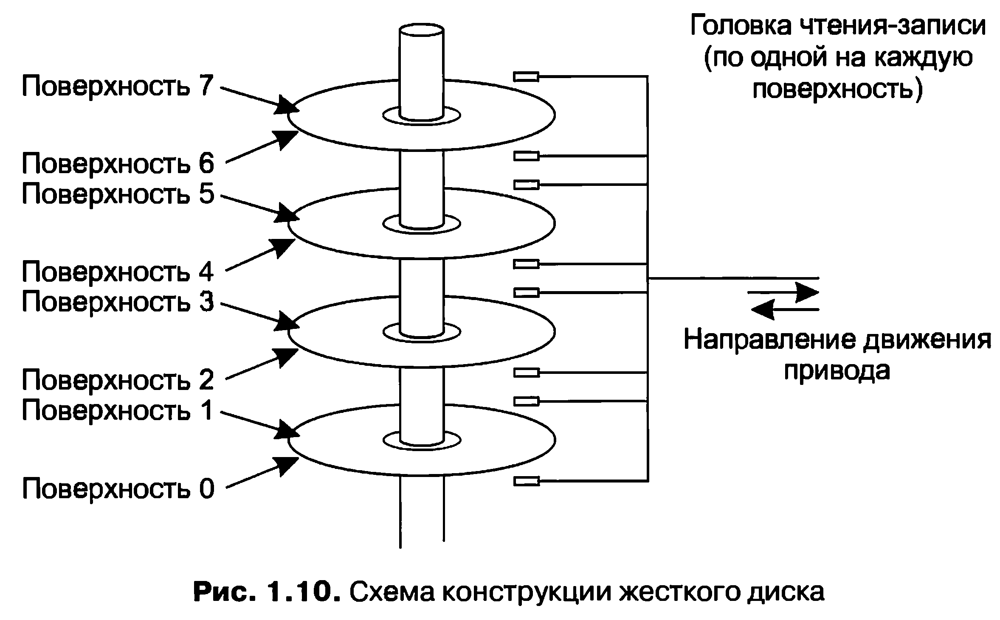 Головка чтения-записи
(по одной на каждую
поверхность)
Поверхность 7
Поверхность 6
Поверхность 5
Поверхность 4
Поверхность 3
Направление движения
привода
Поверхность 2
Поверхность 1
Поверхность 0
Рис. 1.10. Схема конструкции жесткого диска